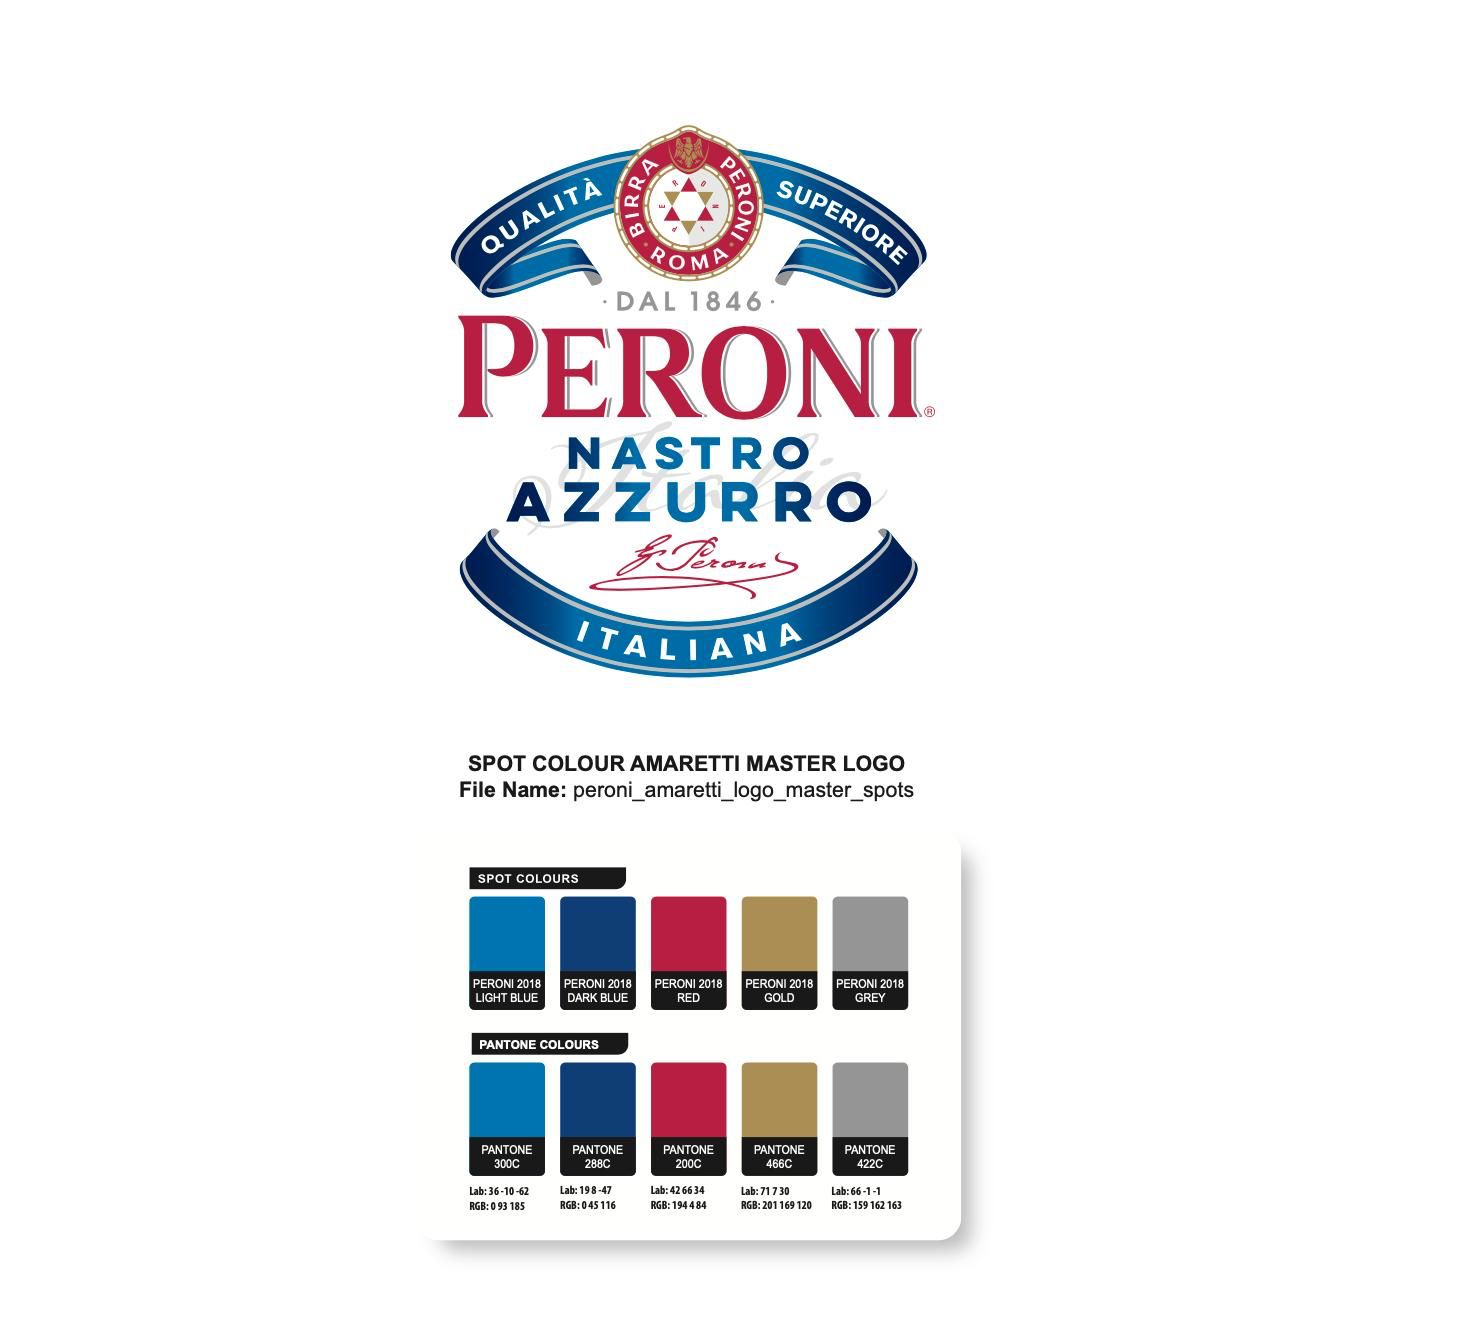 QUALITÀ
BIRRA PERONI
SUPERIORE
PERONI
· ROMA ·
· DAL 1846 ·
PERONI®
Italia
NASTRO
AZZURRO
G. Peroni
ITALIANA
SPOT COLOUR AMARETTI MASTER LOGO
File Name: peroni_amaretti_logo_master_spots
SPOT COLOURS
PERONI 2018 LIGHT BLUE
PERONI 2018 DARK BLUE
PERONI 2018 RED
PERONI 2018 GOLD
PERONI 2018 GREY
PANTONE COLOURS
PANTONE 300C
PANTONE 288C
PANTONE 200C
PANTONE 466C
PANTONE 422C
Lab: 36 -10 -62
RGB: 0 93 185
Lab: 19 8 -47
RGB: 0 45 116
Lab: 42 66 34
RGB: 194 4 84
Lab: 71 7 30
RGB: 201 169 120
Lab: 66 -1 -1
RGB: 159 162 163